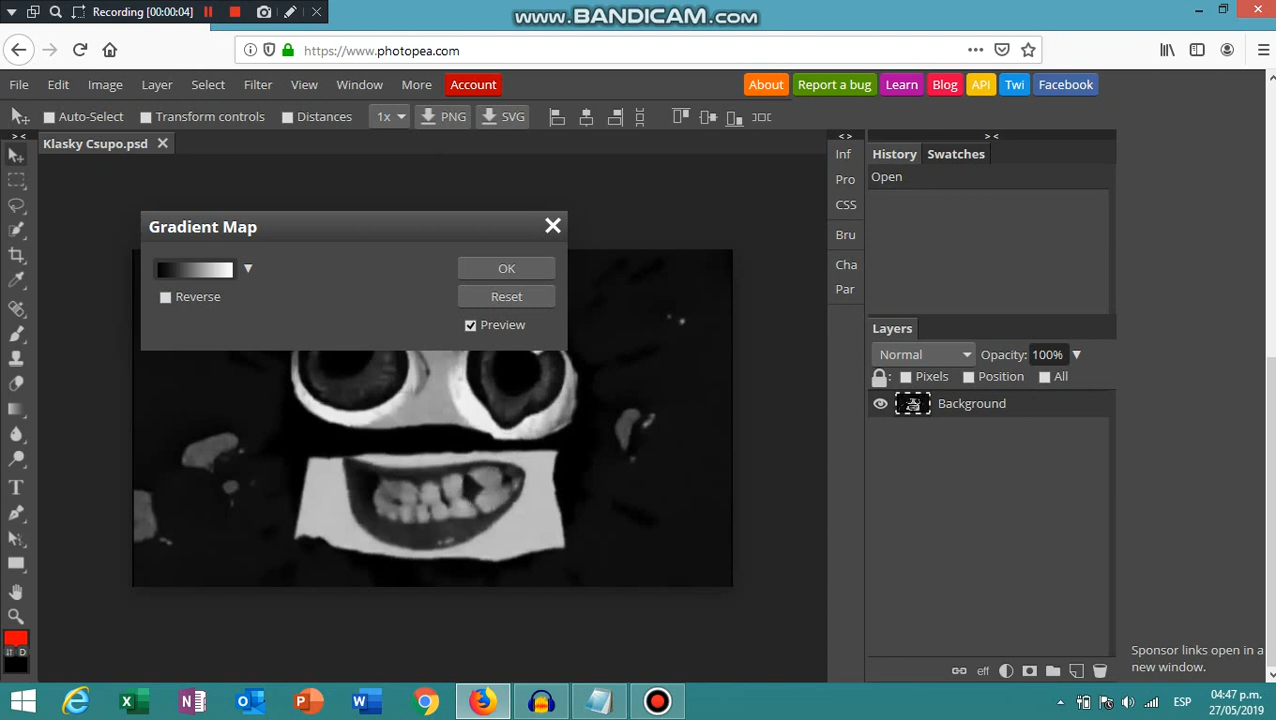 Recording [00:00:04]
www.BANDICAM.com
https://www.photopea.com
File Edit Image Layer Select Filter View Window More Account About Report a bug Learn Blog API Twi Facebook
Auto-Select Transform controls Distances 1x PNG SVG
Klasky Csupo.psd
History Swatches
Open
Inf
Pro
CSS
Bru
Cha
Par
Gradient Map
OK
Reverse
Reset
Preview
Layers
Normal Opacity: 100%
Pixels Position All
Background
eff
D
Sponsor links open in a
new window.
ESP
04:47 p.m.
27/05/2019